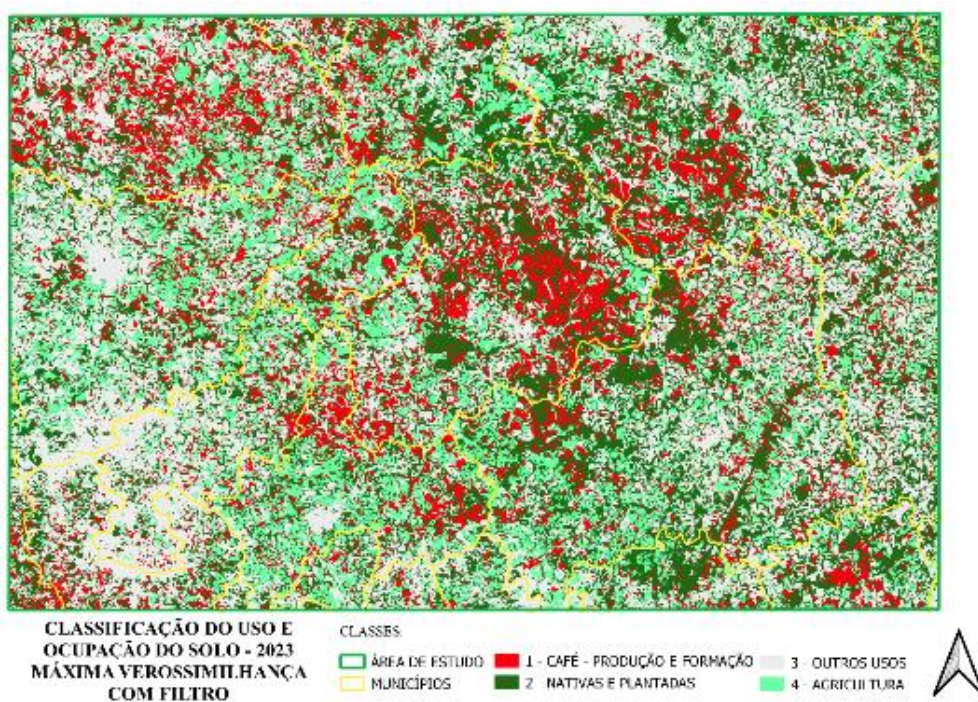 CLASSIFICAÇÃO DO USO E
OCUPAÇÃO DO SOLO - 2023
MÁXIMA VEROSSIMILHANÇA
COM FILTRO
CLASSES
ÁREA DE ESTUDO
MUNICÍPIOS
1 - CAFÉ - PRODUÇÃO E FORMAÇÃO
2 NATIVAS E PLANTADAS
3 - OUTROS USOS
4 - AGRICULTURA